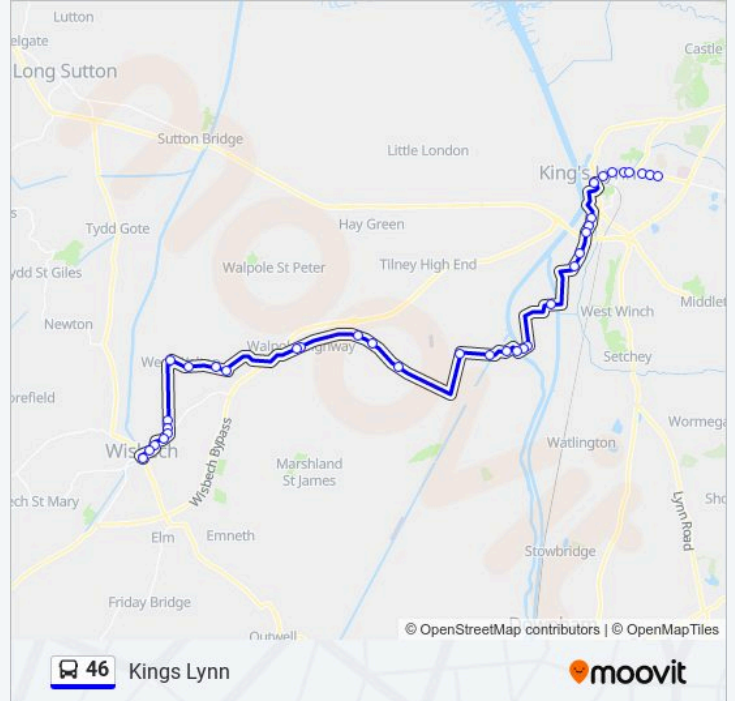 Lutton
Castle
Long Sutton
Sutton Bridge
Little London
King's
Tydd Gote
Hay Green
Walpole St Peter
Tilney High End
West Winch
Newton
Setchey
Wisbech
Wisbech Bypass
Marshland
St James
Watlington
Lynn Road
Elm
Emneth
Stowbridge
Friday Bridge
Outwell
© OpenStreetMap contributors | © OpenMapTiles
46 Kings Lynn
moovit